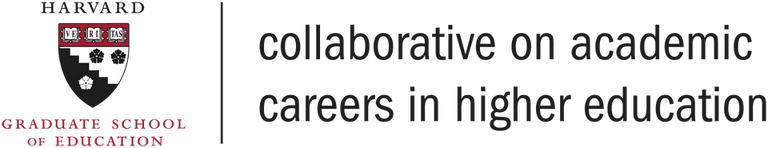 HARVARD
VE RI TAS
GRADUATE SCHOOL
OF EDUCATION
collaborative on academic
careers in higher education